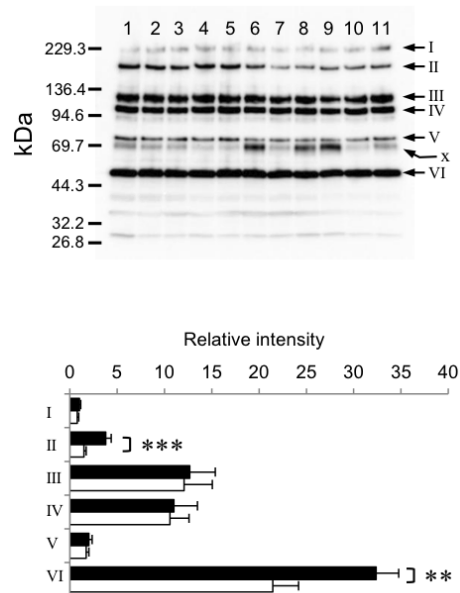 1 2 3 4 5 6 7 8 9 10 11
kDa
229.3
136.4
94.6
69.7
44.3
32.2
26.8
I
II
III
IV
V
x
VI
Relative intensity
0 5 10 15 20 25 30 35 40
I
II ***
III
IV
V
VI **